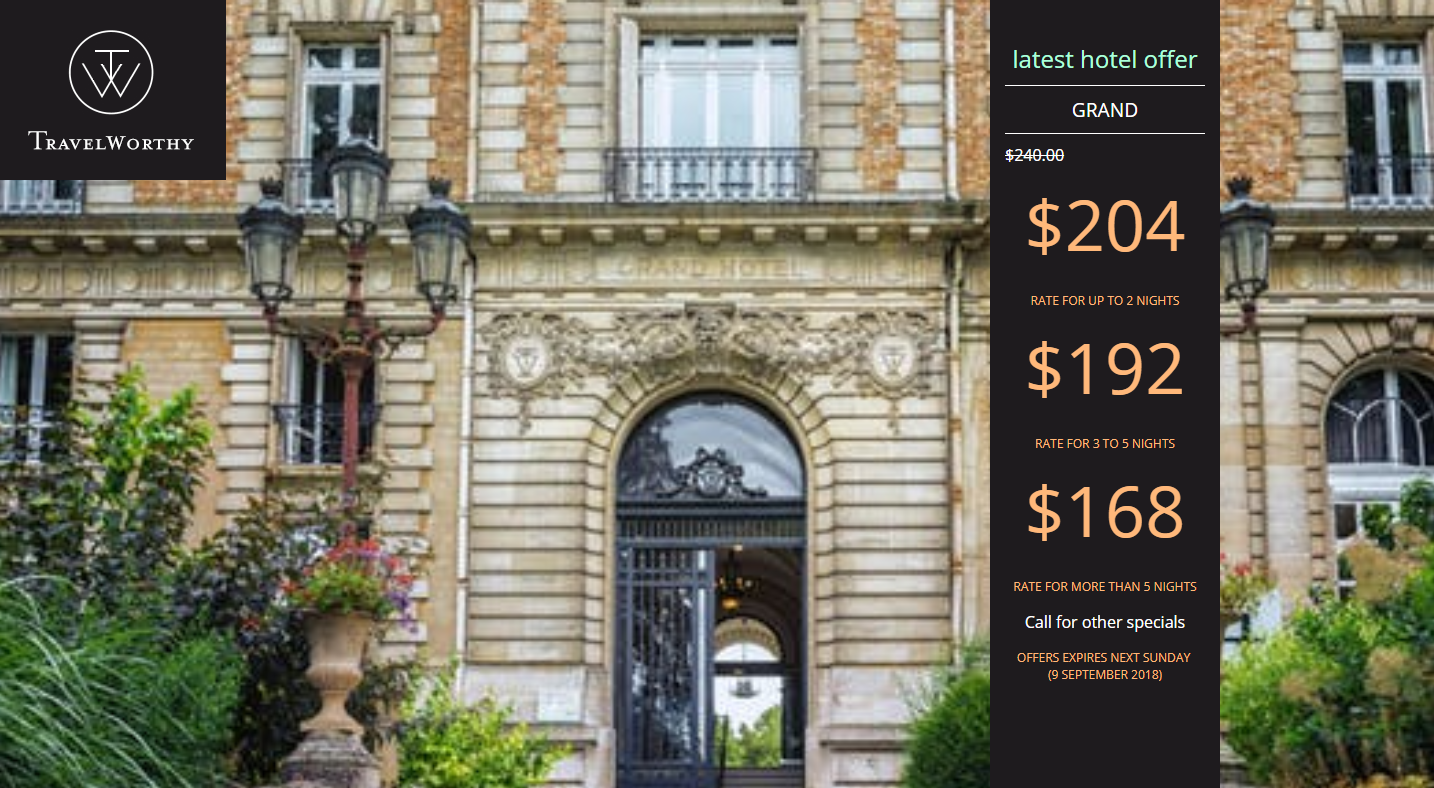 TW
TRAVELWORTHY
GRAND HOTEL
latest hotel offer
GRAND
$240.00
$204
RATE FOR UP TO 2 NIGHTS
$192
RATE FOR 3 TO 5 NIGHTS
$168
RATE FOR MORE THAN 5 NIGHTS
Call for other specials
OFFERS EXPIRES NEXT SUNDAY
(9 SEPTEMBER 2018)